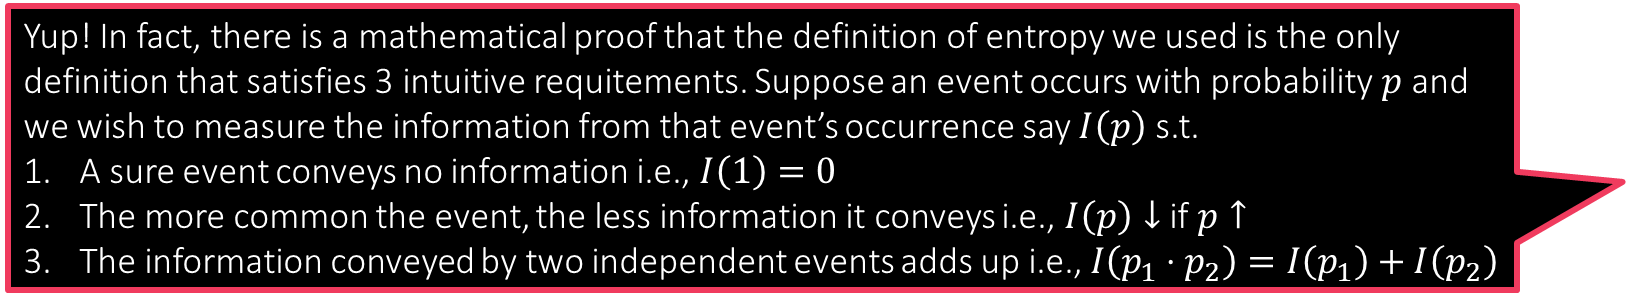 Yup! In fact, there is a mathematical proof that the definition of entropy we used is the only
definition that satisfies 3 intuitive requitements. Suppose an event occurs with probability 𝑝 and
we wish to measure the information from that event’s occurrence say 𝐼(𝑝) s.t.
1. A sure event conveys no information i.e., 𝐼(1) = 0
2. The more common the event, the less information it conveys i.e., 𝐼(𝑝) ↓ if 𝑝 ↑
3. The information conveyed by two independent events adds up i.e., 𝐼(𝑝₁ · 𝑝₂) = 𝐼(𝑝₁) + 𝐼(𝑝₂)